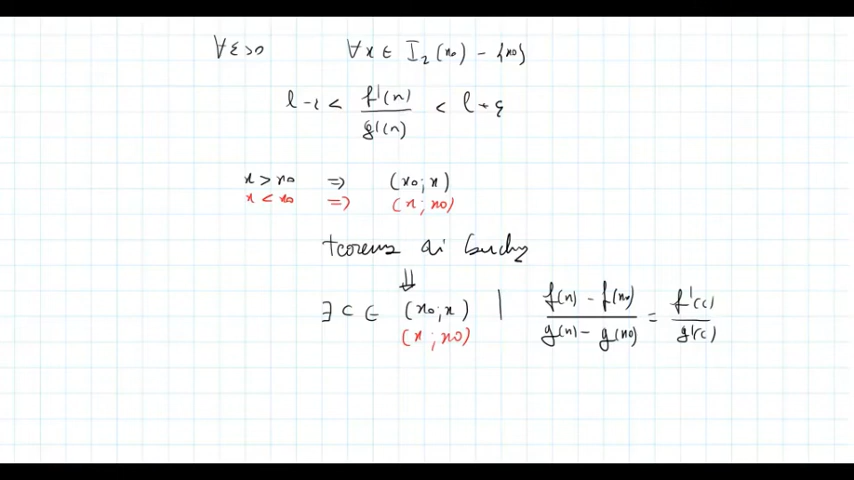 ∀ε>0 ∀x ∈ I₂(x₀) - {x₀}
l-ε < f'(x)/g'(x) < l+ε
x > x₀ ⇒ (x₀; x)
x < x₀ ⇒ (x; x₀)
teorema di Cauchy
⇓
∃ c ∈ (x₀; x) | f(x) - f(x₀)/g(x) - g(x₀) = f'(c)/g'(c)
(x; x₀)